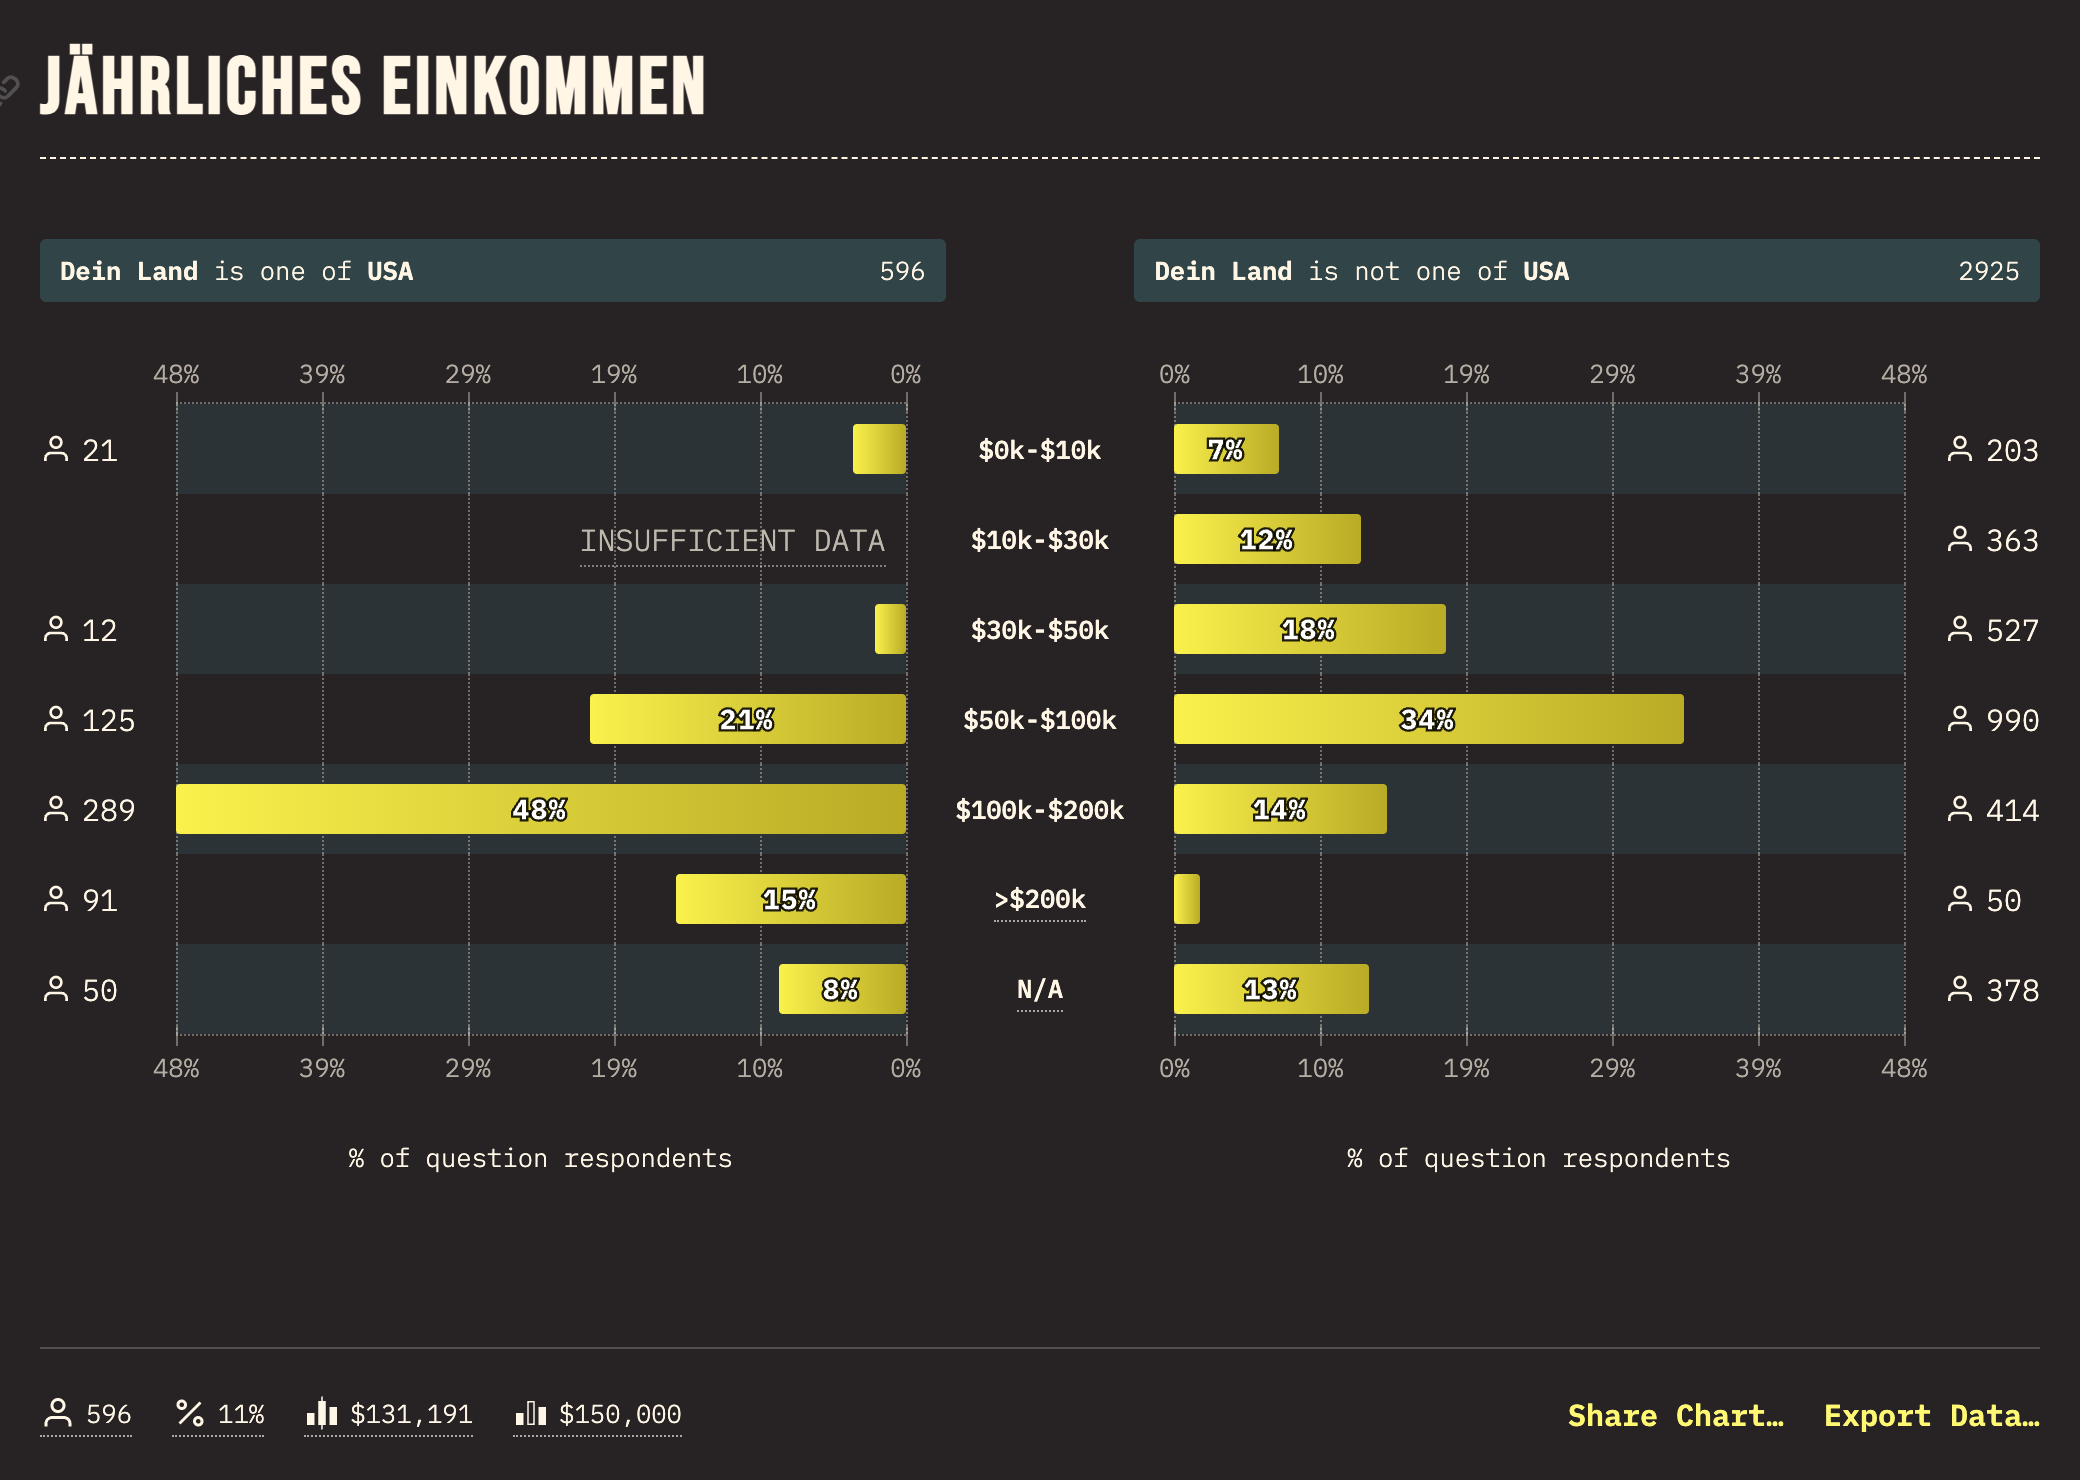 JÄHRLICHES EINKOMMEN
Dein Land is one of USA 596
Dein Land is not one of USA 2925
48% 39% 29% 19% 10% 0%
0% 10% 19% 29% 39% 48%
21 $0k-$10k 7% 203
INSUFFICIENT DATA $10k-$30k 12% 363
12 $30k-$50k 18% 527
125 21% $50k-$100k 34% 990
289 48% $100k-$200k 14% 414
91 15% >$200k 50
50 8% N/A 13% 378
48% 39% 29% 19% 10% 0%
0% 10% 19% 29% 39% 48%
% of question respondents
% of question respondents
596 11% $131,191 $150,000
Share Chart… Export Data…